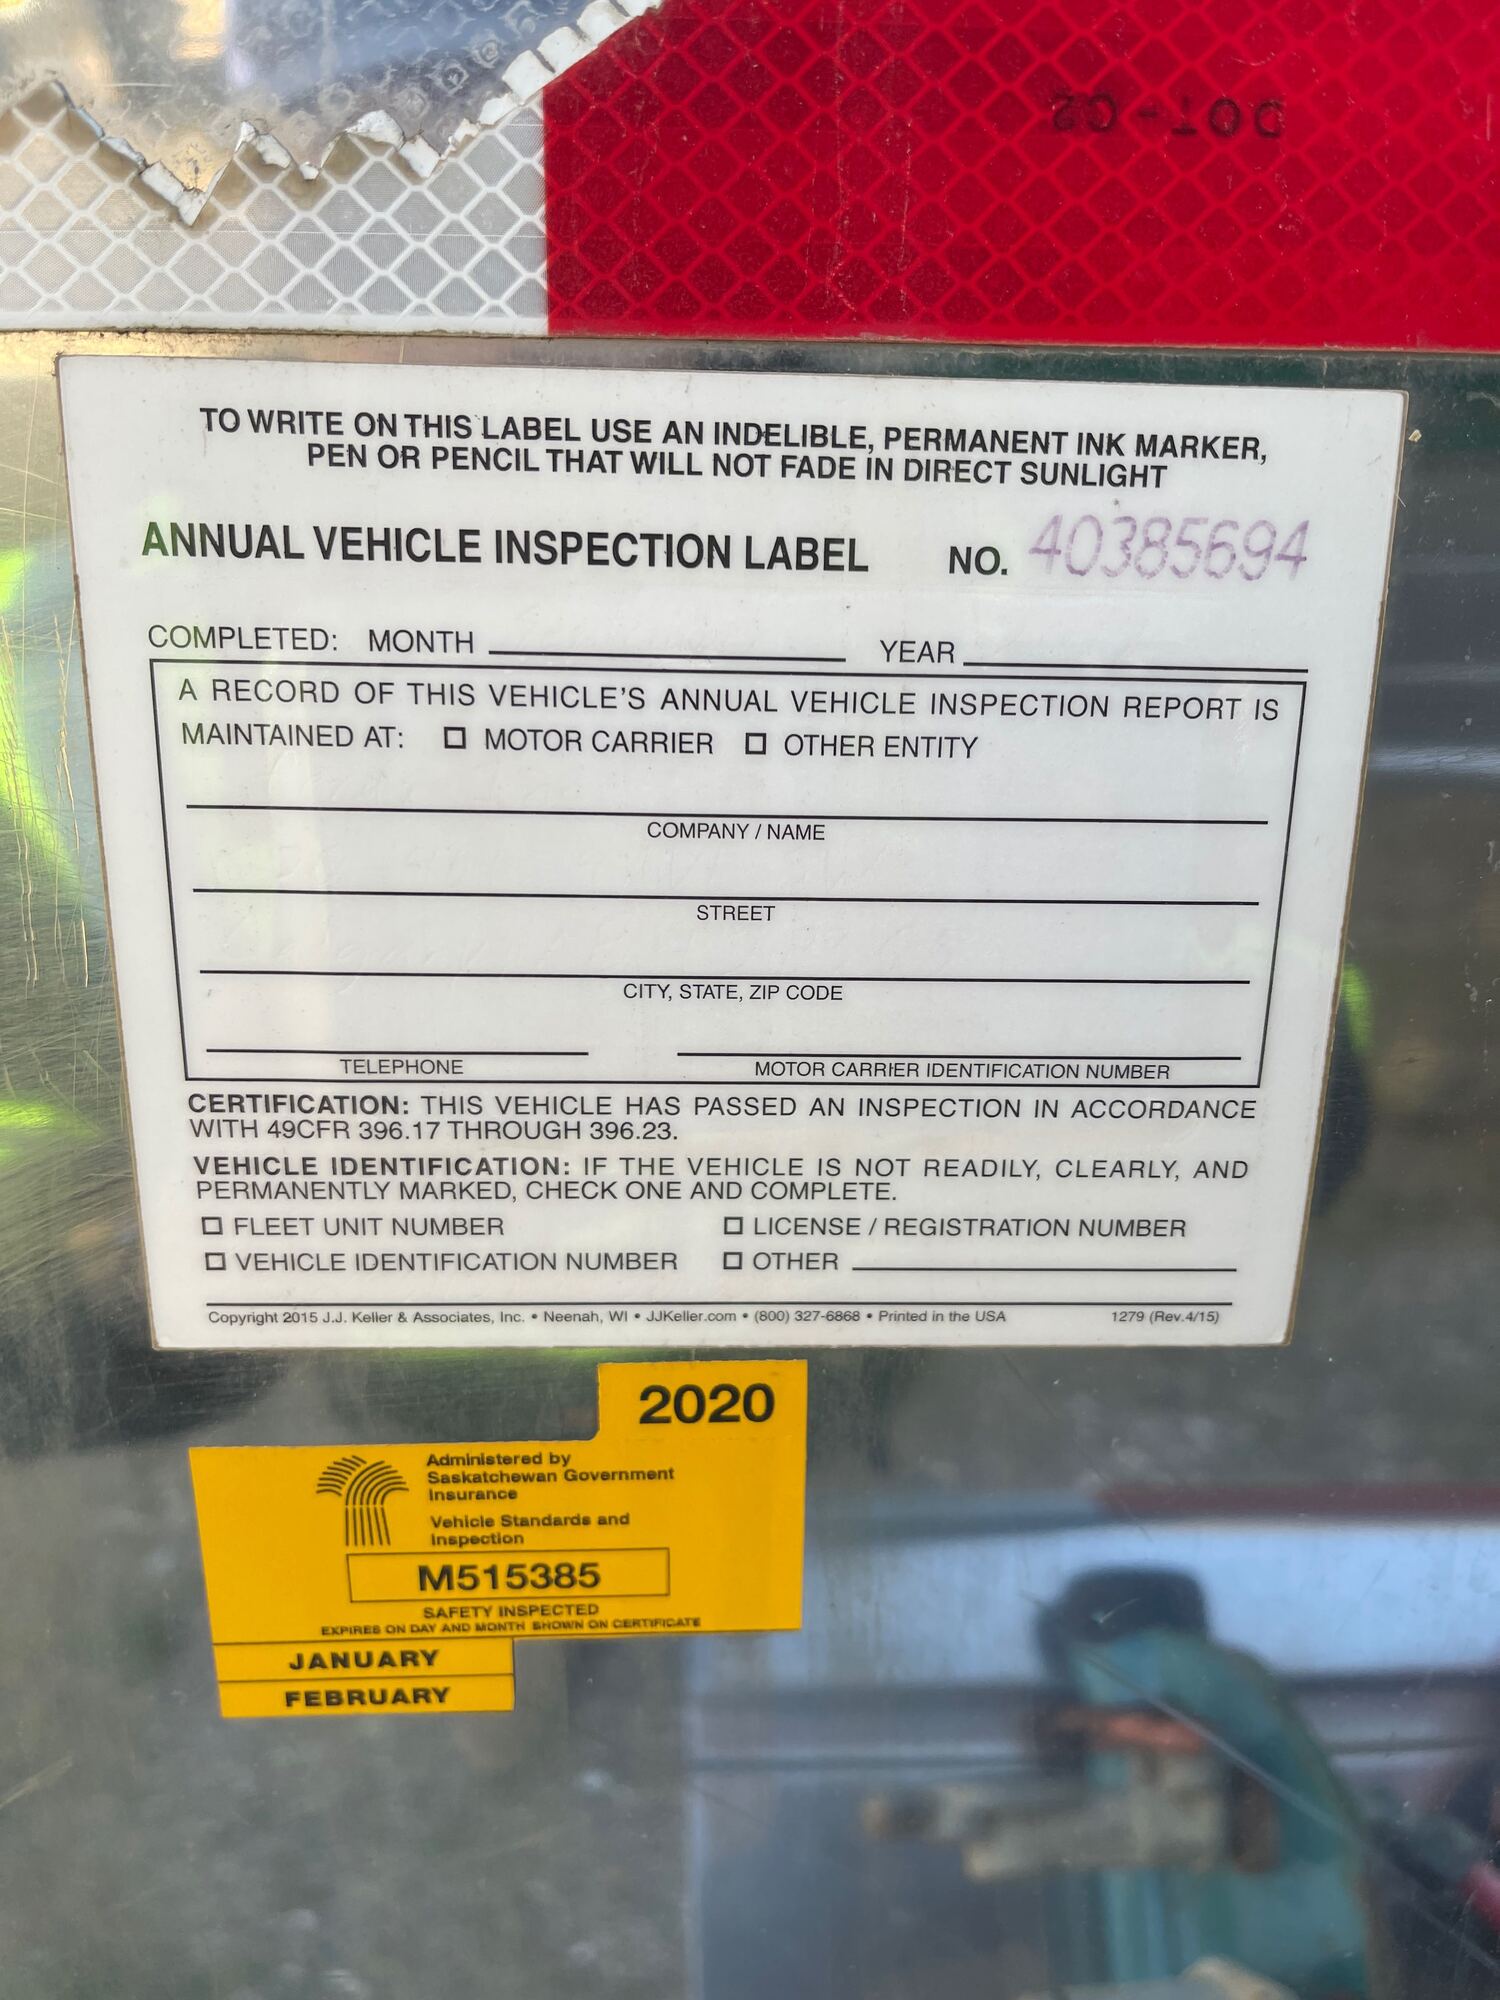 DOT-C2
TO WRITE ON THIS LABEL USE AN INDELIBLE, PERMANENT INK MARKER,
PEN OR PENCIL THAT WILL NOT FADE IN DIRECT SUNLIGHT
ANNUAL VEHICLE INSPECTION LABEL NO. 40385694
COMPLETED: MONTH YEAR
A RECORD OF THIS VEHICLE'S ANNUAL VEHICLE INSPECTION REPORT IS
MAINTAINED AT: MOTOR CARRIER OTHER ENTITY
COMPANY / NAME
STREET
CITY, STATE, ZIP CODE
TELEPHONE MOTOR CARRIER IDENTIFICATION NUMBER
CERTIFICATION: THIS VEHICLE HAS PASSED AN INSPECTION IN ACCORDANCE
WITH 49CFR 396.17 THROUGH 396.23.
VEHICLE IDENTIFICATION: IF THE VEHICLE IS NOT READILY, CLEARLY, AND
PERMANENTLY MARKED, CHECK ONE AND COMPLETE.
FLEET UNIT NUMBER LICENSE / REGISTRATION NUMBER
VEHICLE IDENTIFICATION NUMBER OTHER
Copyright 2015 J.J. Keller & Associates, Inc. • Neenah, WI • JJKeller.com • (800) 327-6868 • Printed in the USA 1279 (Rev.4/15)
2020
Administered by
Saskatchewan Government
Insurance
Vehicle Standards and
Inspection
M515385
SAFETY INSPECTED
EXPIRES ON DAY AND MONTH SHOWN ON CERTIFICATE
JANUARY
FEBRUARY